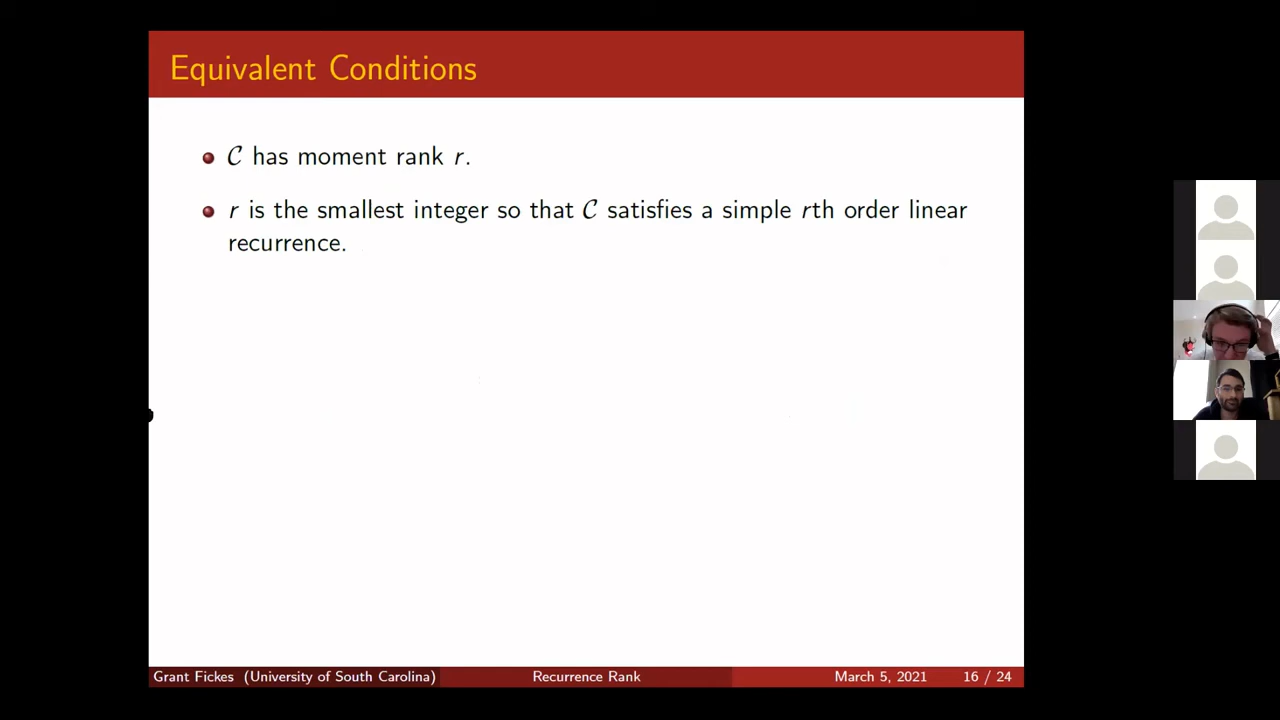 Equivalent Conditions
𝒞 has moment rank r.
r is the smallest integer so that 𝒞 satisfies a simple rth order linear
recurrence.
Grant Fickes (University of South Carolina) Recurrence Rank March 5, 2021 16 / 24